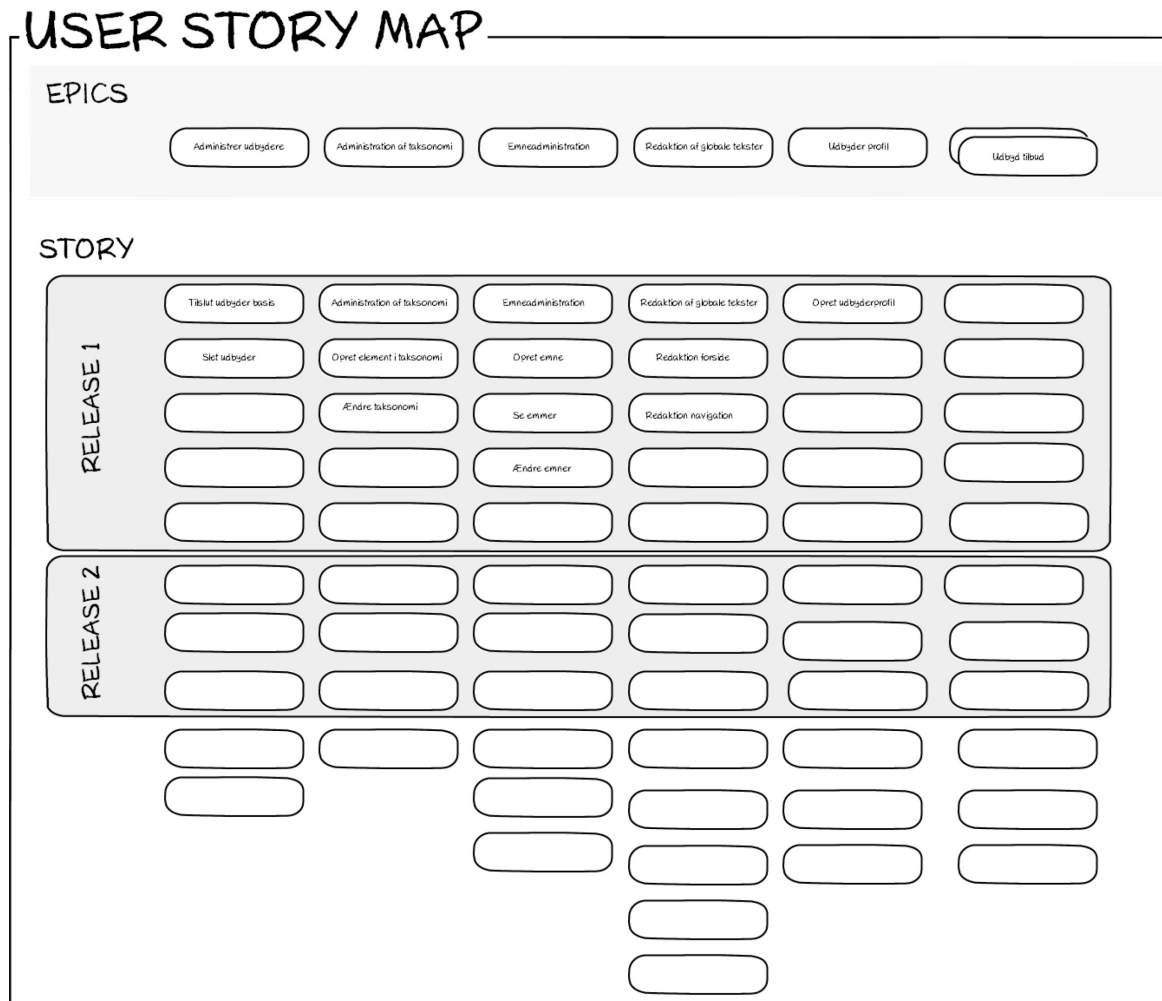 USER STORY MAP
EPICS
Administrer udbydere
Administration af taksonomi
Emneadministration
Redaktion af globale tekster
Udbyder profil
Udbyd tilbud
STORY
RELEASE 1
Tilslut udbyder basis
Administration af taksonomi
Emneadministration
Redaktion af globale tekster
Opret udbyderprofil
Slet udbyder
Opret element i taksonomi
Opret emne
Redaktion forside
Ændre taksonomi
Se emmer
Redaktion navigation
Ændre emner
RELEASE 2